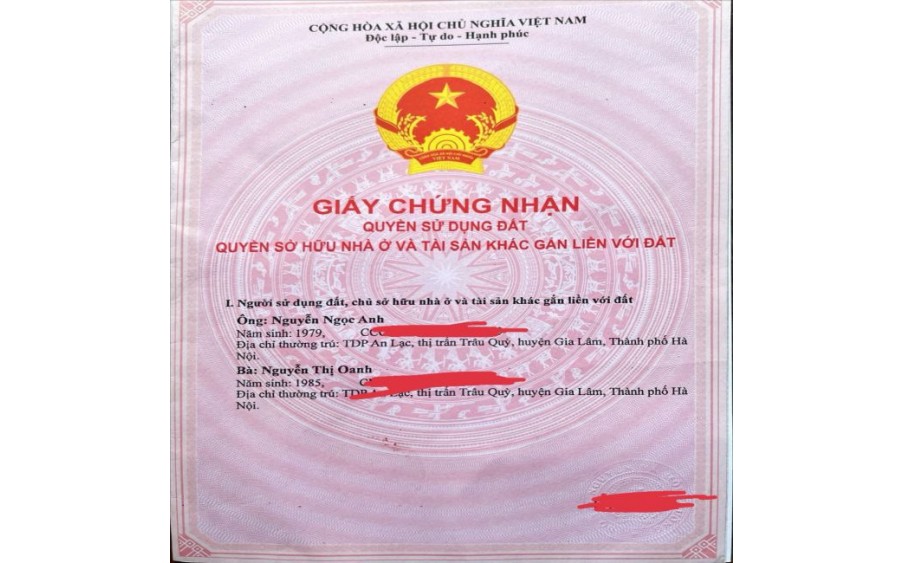 CỘNG HÒA XÃ HỘI CHỦ NGHĨA VIỆT NAM
Độc lập - Tự do - Hạnh phúc
VIỆT NAM
GIẤY CHỨNG NHẬN
QUYỀN SỬ DỤNG ĐẤT
QUYỀN SỞ HỮU NHÀ Ở VÀ TÀI SẢN KHÁC GẮN LIỀN VỚI ĐẤT
I. Người sử dụng đất, chủ sở hữu nhà ở và tài sản khác gắn liền với đất
Ông: Nguyễn Ngọc Anh
Năm sinh: 1979,
Địa chỉ thường trú: TDP An Lạc, thị trấn Trâu Quỳ, huyện Gia Lâm, Thành phố Hà
Nội.
Bà: Nguyễn Thị Oanh
Năm sinh: 1985,
Địa chỉ thường trú: TDP An Lạc, thị trấn Trâu Quỳ, huyện Gia Lâm, Thành phố Hà
Nội.